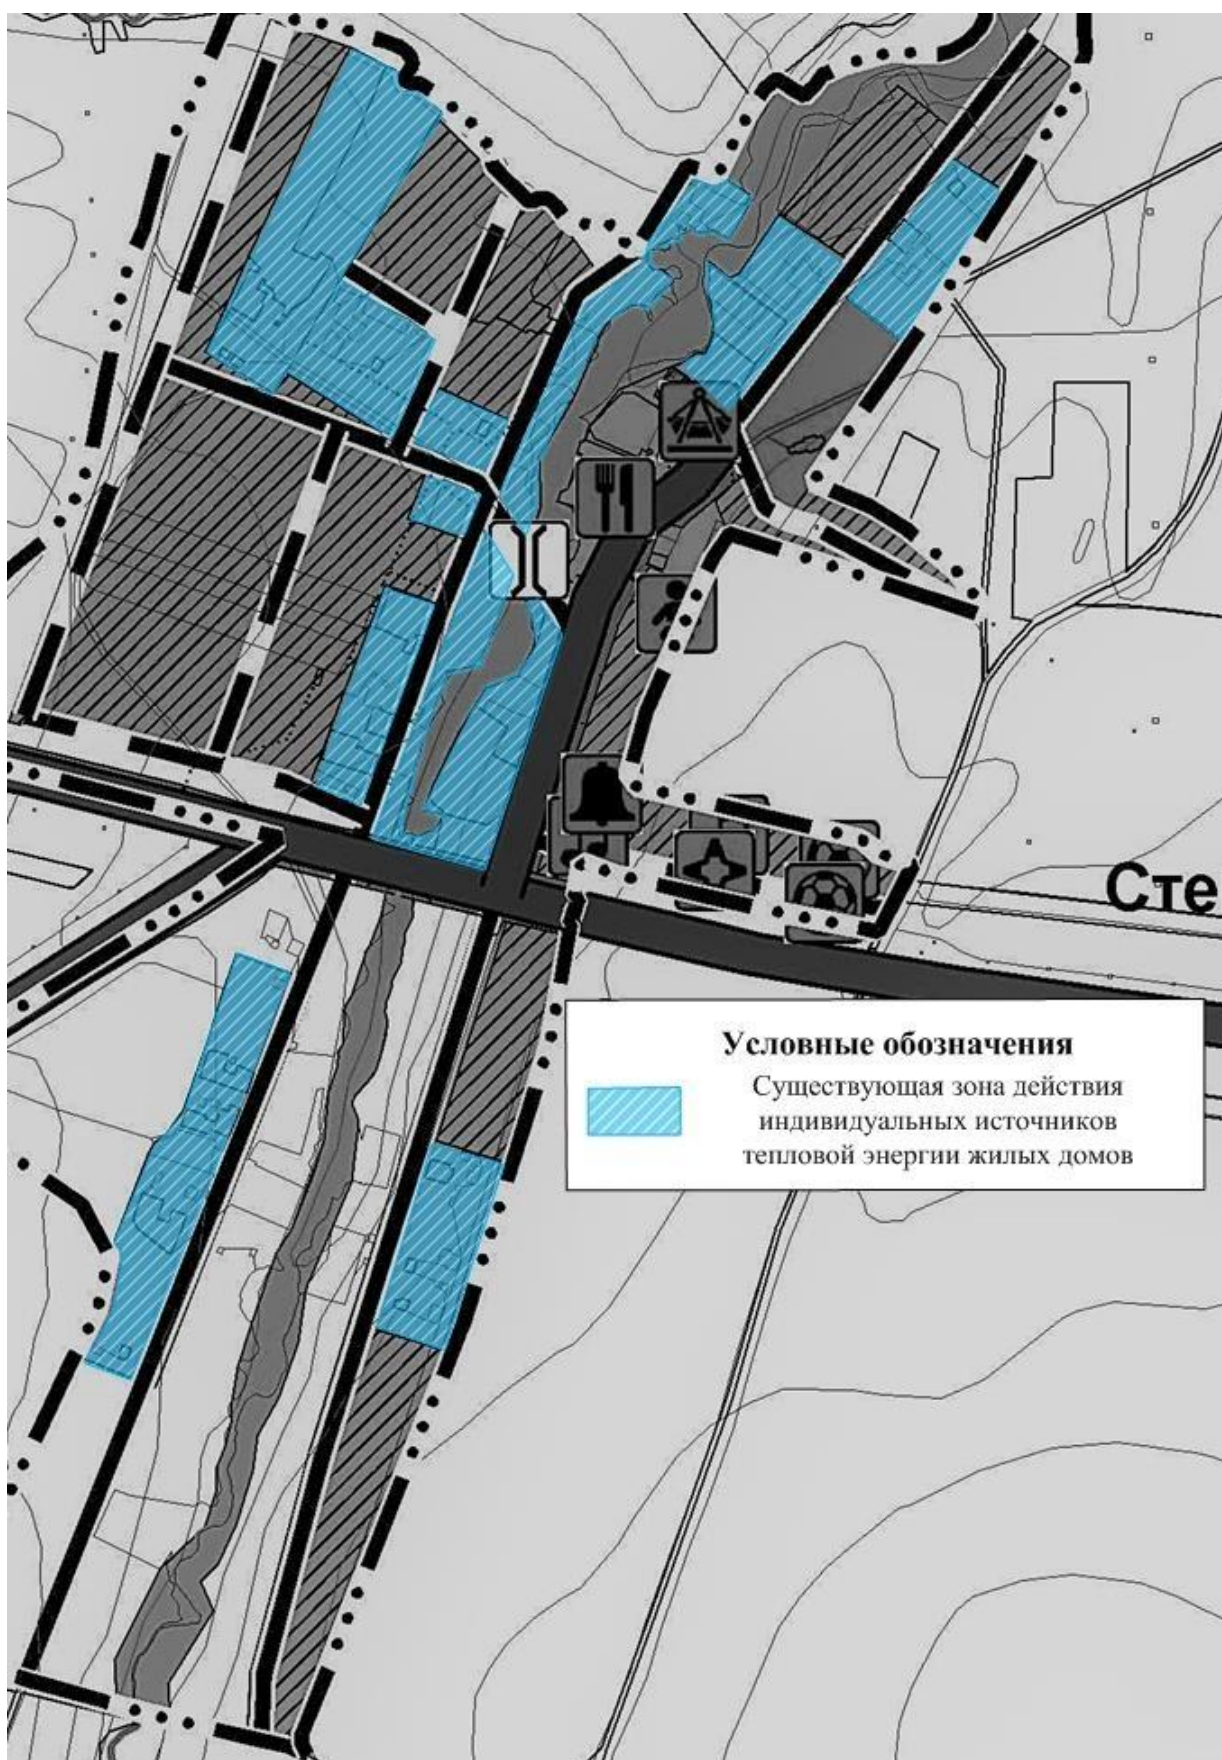 Сте
Условные обозначения
Существующая зона действия
индивидуальных источников
тепловой энергии жилых домов